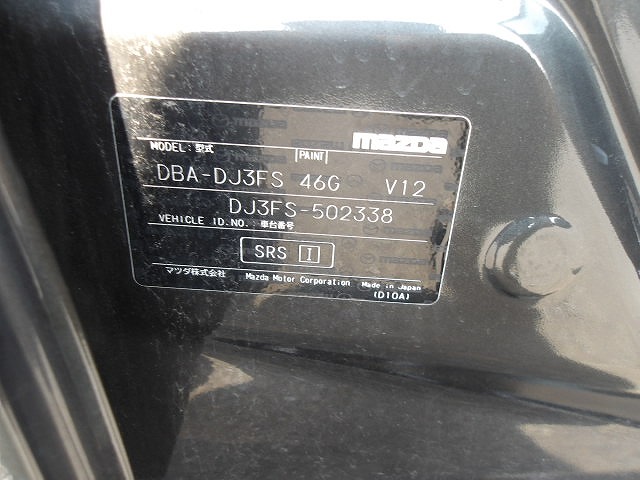 mazda
MODEL:型式 PAINT
DBA-DJ3FS 46G V12
DJ3FS-502338
VEHICLE ID.NO.:車台番号
SRS I
マツダ株式会社 Mazda Motor Corporation Made in Japan
(D10A)